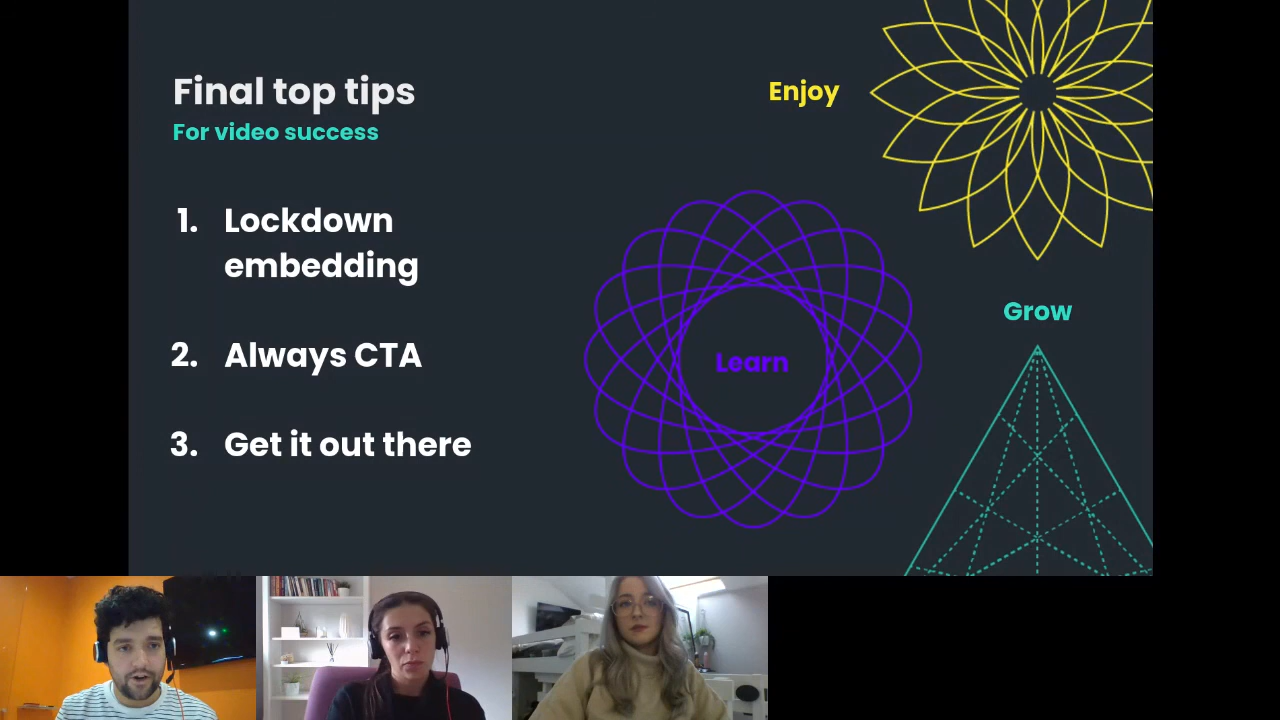 Final top tips
For video success
1. Lockdown
embedding
2. Always CTA
3. Get it out there
Enjoy
Learn
Grow